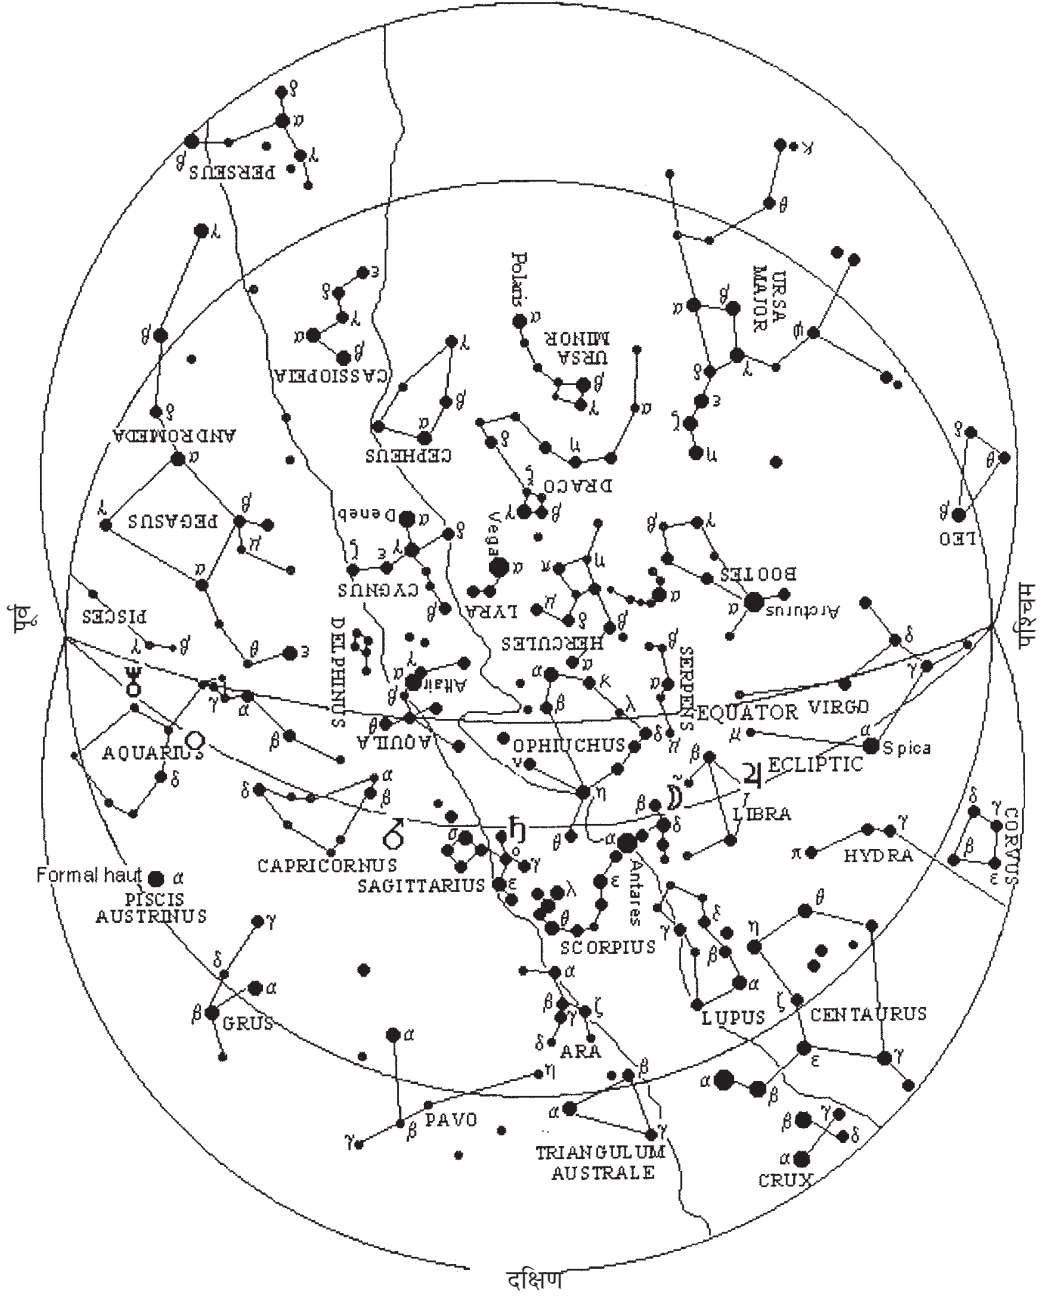 PERSEUS
CASSIOPEIA
URSA
MAJOR
Polaris
URSA
MINOR
ANDROMEDA
CEPHEUS
DRACO
PEGASUS
Deneb
Vega
LEO
CYGNUS
LYRA
HERCULES
BOOTES
Arcturus
PISCES
पूर्व
DELPHINUS
Altair
SERPENS
पश्चिम
AQUARIUS
AQUILA
OPHIUCHUS
EQUATOR
VIRGO
Spica
ECLIPTIC
LIBRA
CAPRICORNUS
SAGITTARIUS
Antares
HYDRA
CORVUS
Formal haut
PISCIS
AUSTRINUS
SCORPIUS
GRUS
LUPUS
CENTAURUS
ARA
PAVO
TRIANGULUM
AUSTRALE
CRUX
दक्षिण